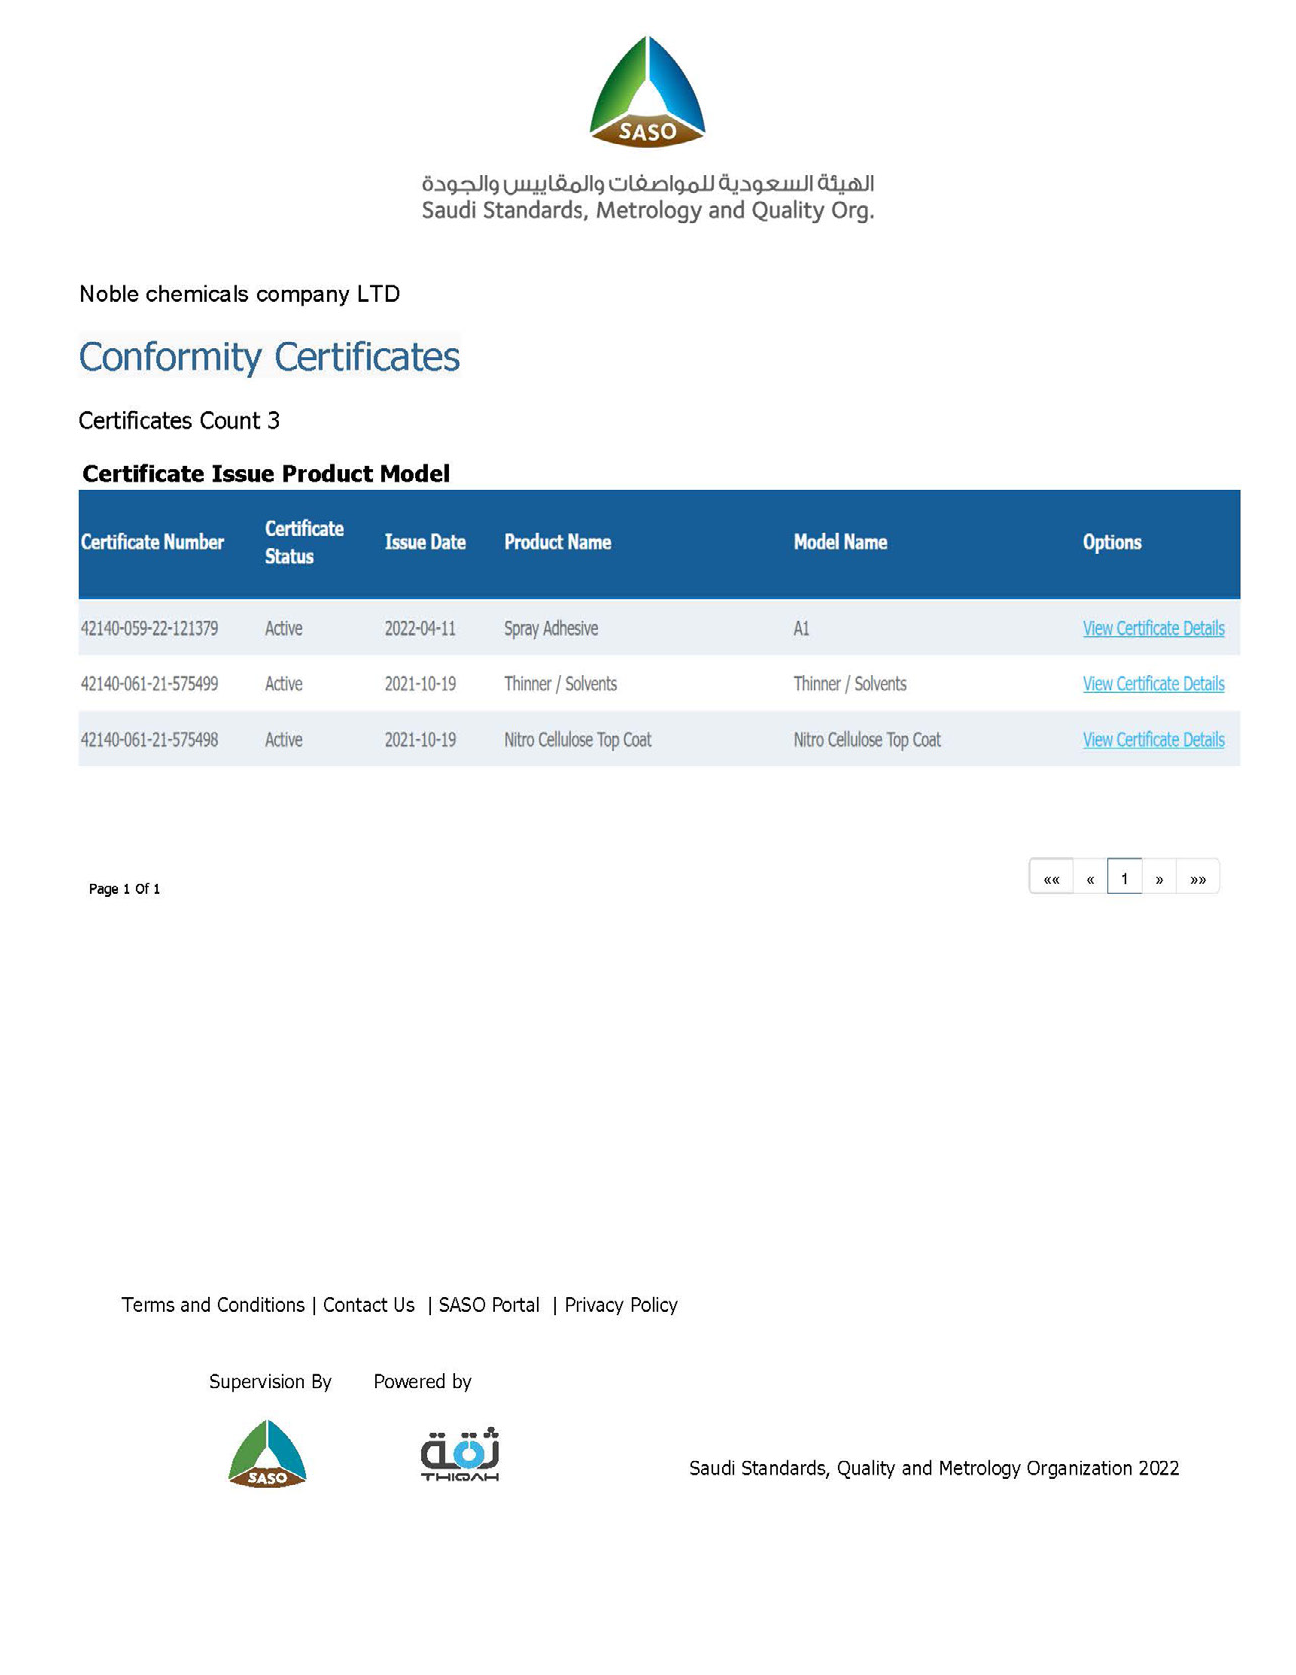 SASO
الهيئة السعودية للمواصفات والمقاييس والجودة
Saudi Standards, Metrology and Quality Org.
Noble chemicals company LTD
Conformity Certificates
Certificates Count 3
Certificate Issue Product Model
Certificate Number Certificate Status Issue Date Product Name Model Name Options
42140-059-22-121379 Active 2022-04-11 Spray Adhesive A1 View Certificate Details
42140-061-21-575499 Active 2021-10-19 Thinner / Solvents Thinner / Solvents View Certificate Details
42140-061-21-575498 Active 2021-10-19 Nitro Cellulose Top Coat Nitro Cellulose Top Coat View Certificate Details
Page 1 Of 1 «« « 1 » »»
Terms and Conditions | Contact Us | SASO Portal | Privacy Policy
Supervision By Powered by
SASO
ثقة
THIQAH
Saudi Standards, Quality and Metrology Organization 2022